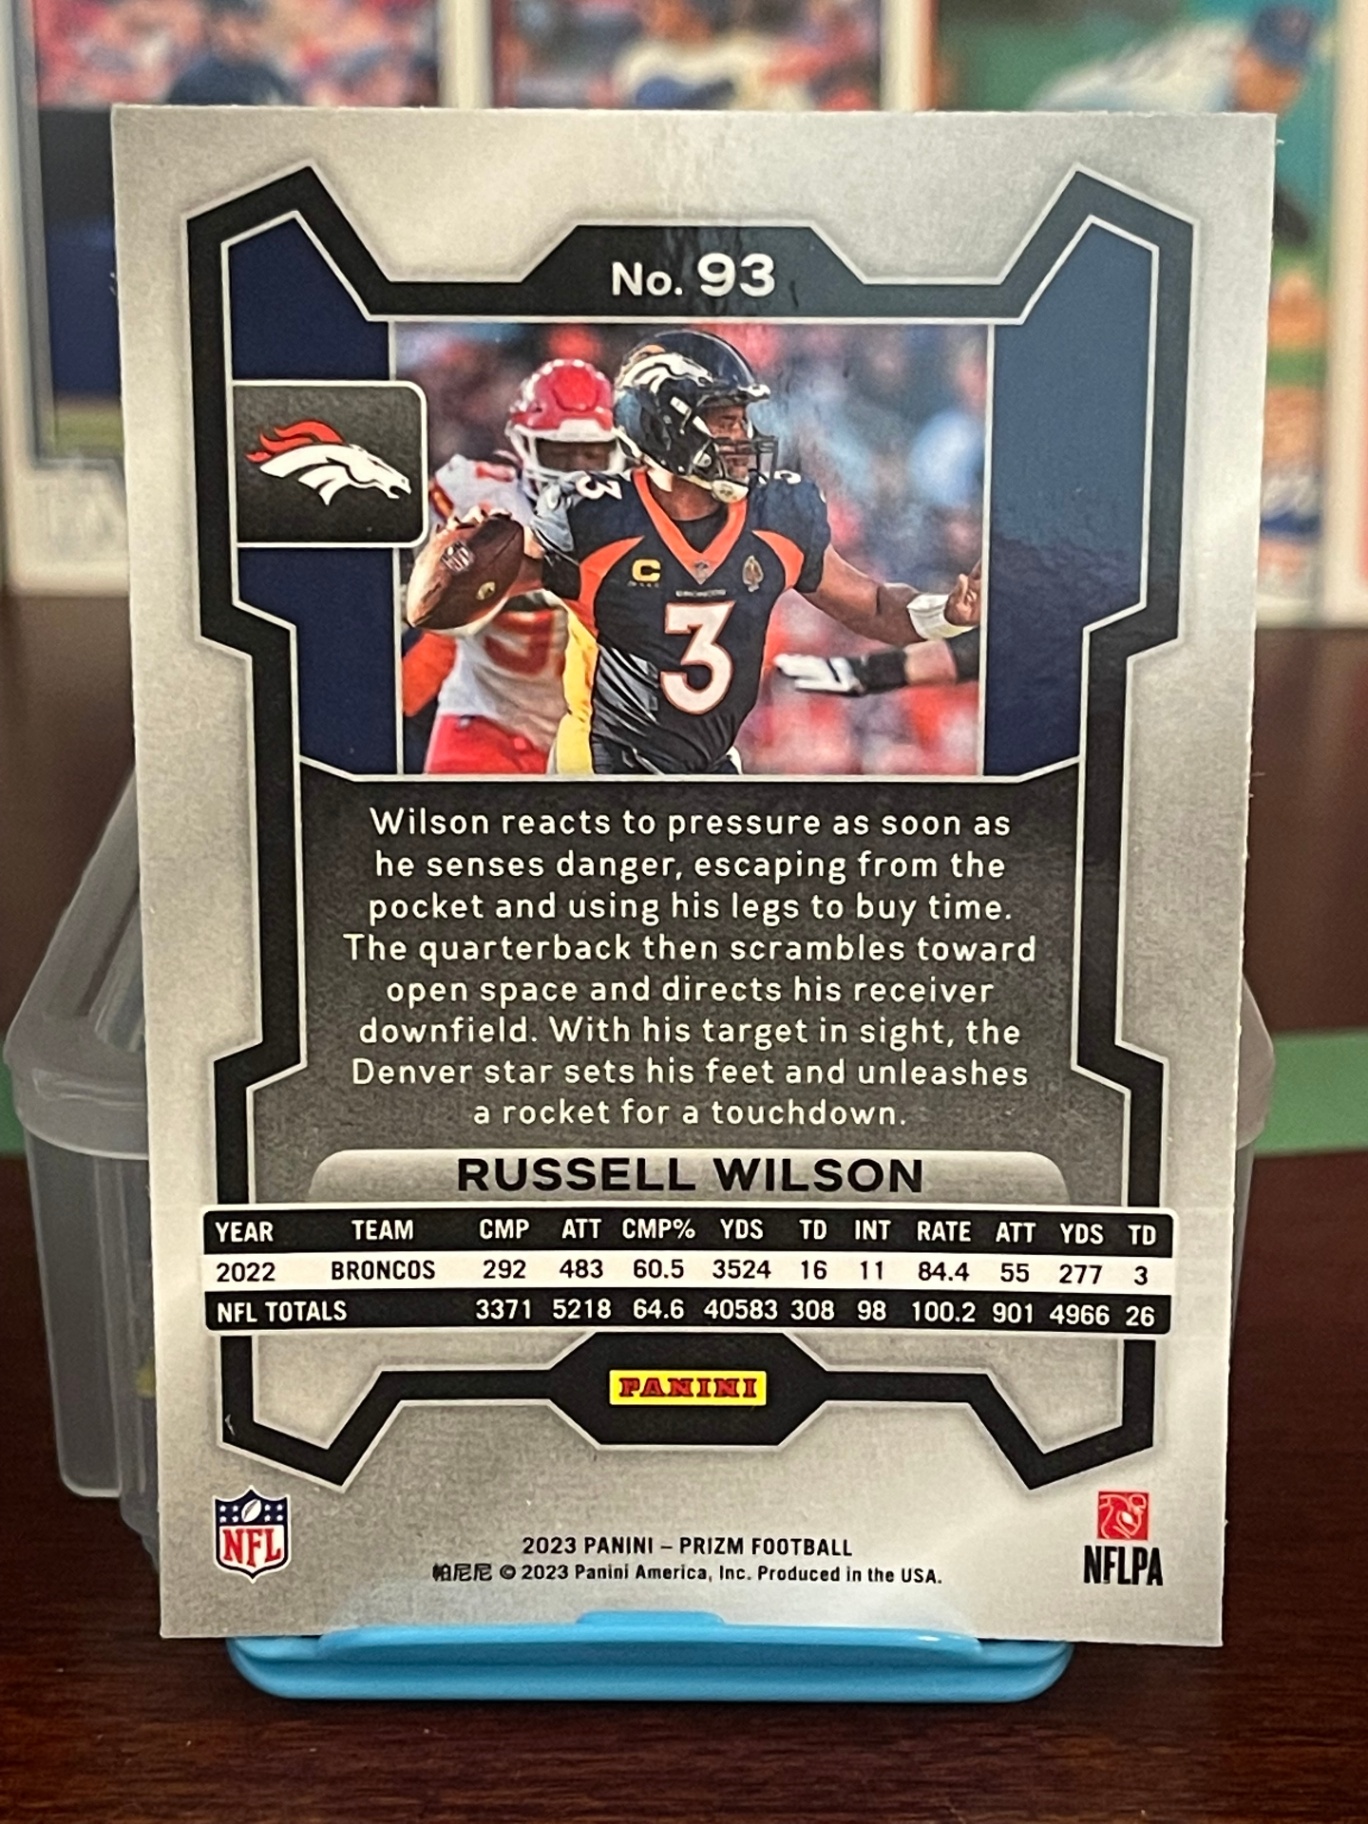 No. 93
3
C
3
Wilson reacts to pressure as soon as
he senses danger, escaping from the
pocket and using his legs to buy time.
The quarterback then scrambles toward
open space and directs his receiver
downfield. With his target in sight, the
Denver star sets his feet and unleashes
a rocket for a touchdown.
RUSSELL WILSON
YEAR TEAM CMP ATT CMP% YDS TD INT RATE ATT YDS TD
2022 BRONCOS 292 483 60.5 3524 16 11 84.4 55 277 3
NFL TOTALS 3371 5218 64.6 40583 308 98 100.2 901 4966 26
PANINI
NFL
2023 PANINI – PRIZM FOOTBALL
帕尼尼 © 2023 Panini America, Inc. Produced in the USA.
NFLPA